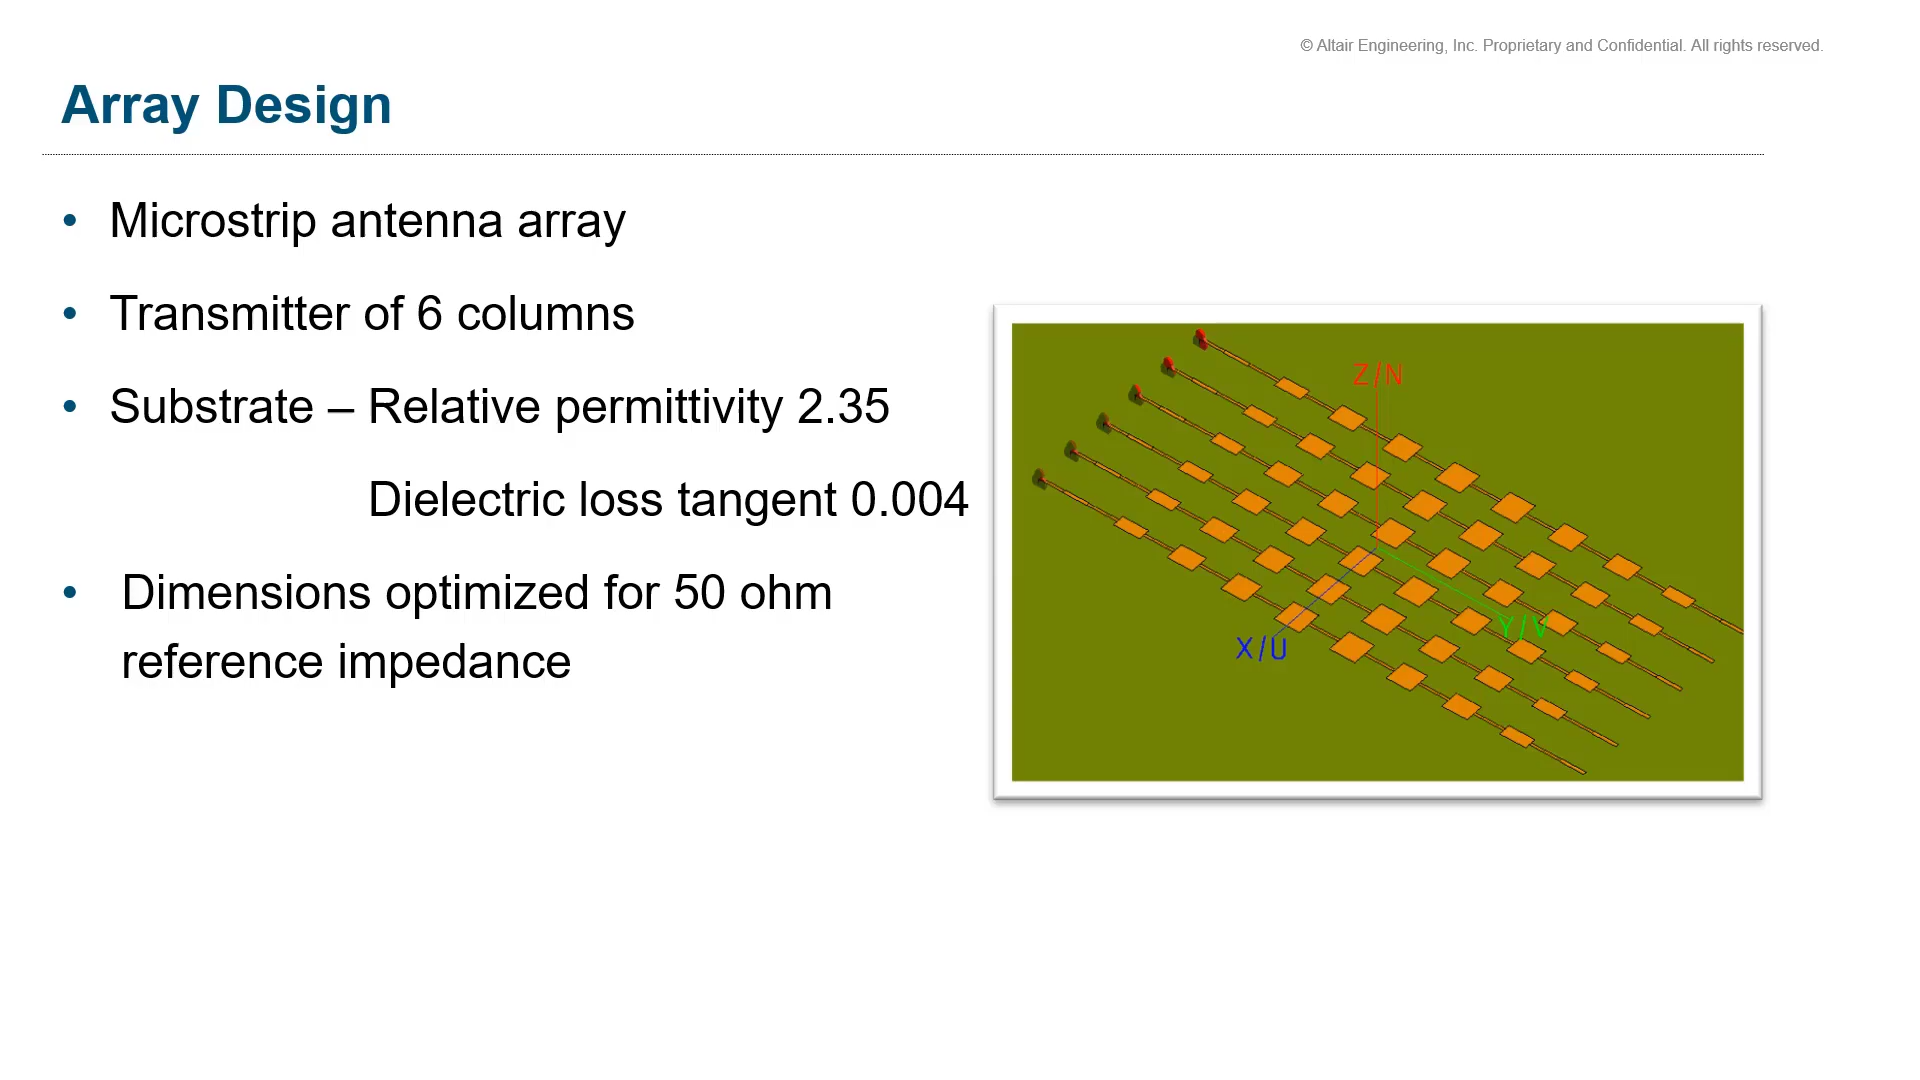 © Altair Engineering, Inc. Proprietary and Confidential. All rights reserved.
Array Design
• Microstrip antenna array
• Transmitter of 6 columns
• Substrate – Relative permittivity 2.35
Dielectric loss tangent 0.004
• Dimensions optimized for 50 ohm
reference impedance
Z/N
Y/V
X/U